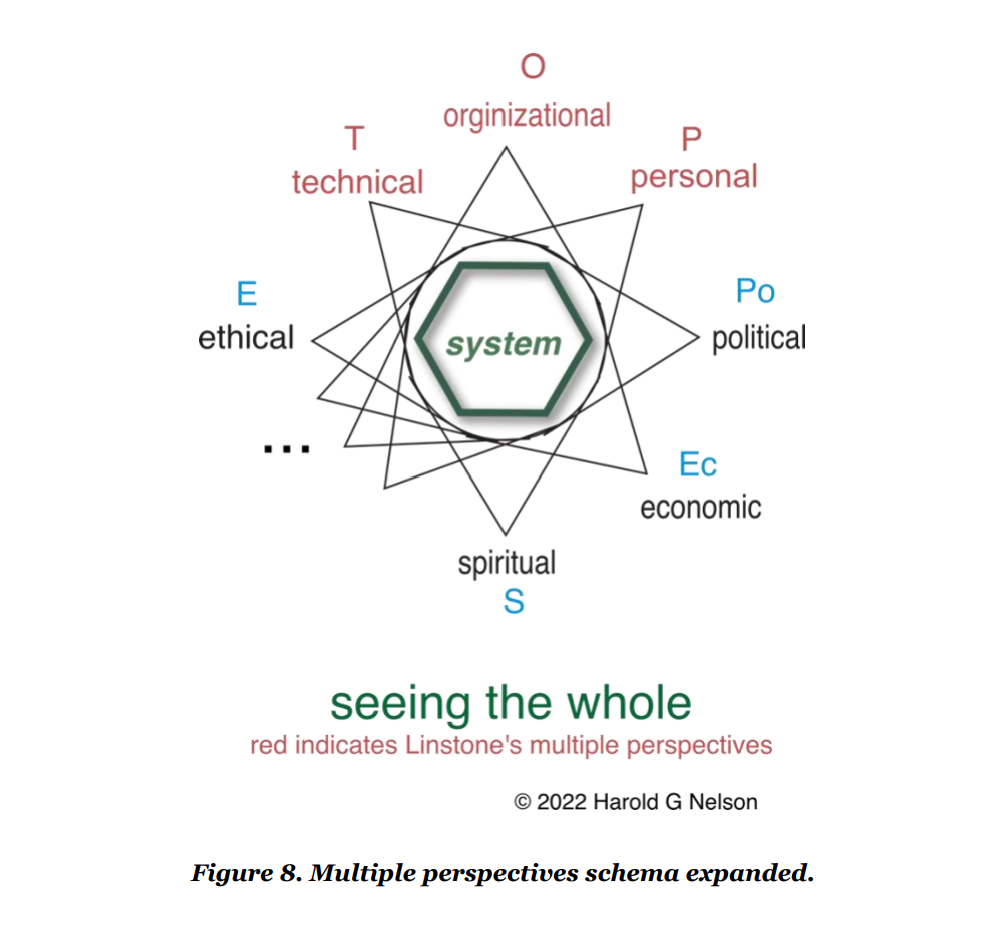 O
orginizational
T
technical
P
personal
E
ethical
Po
political
system
...
Ec
economic
spiritual
S
seeing the whole
red indicates Linstone's multiple perspectives
© 2022 Harold G Nelson
Figure 8. Multiple perspectives schema expanded.